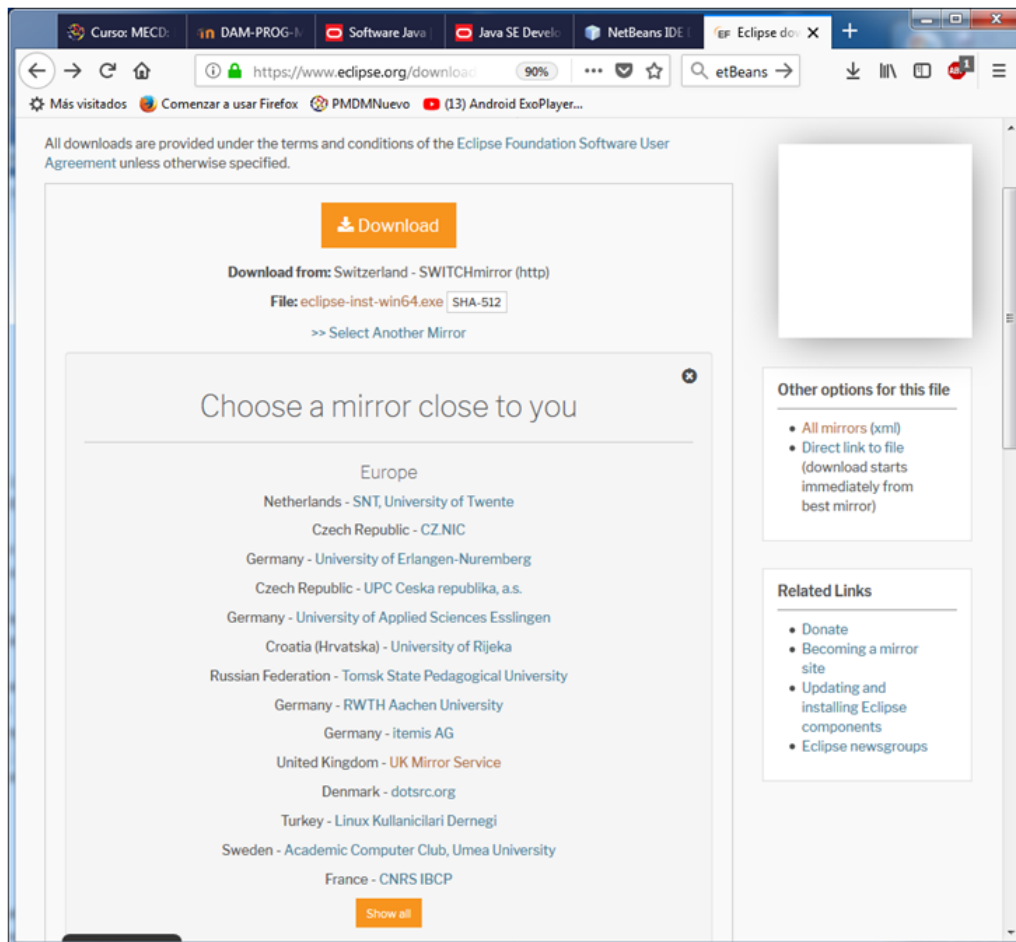 Curso: MECD:
DAM-PROG-M
Software Java |
Java SE Develo
NetBeans IDE
Eclipse dov
https://www.eclipse.org/download
90%
etBeans
ABP
1
Más visitados
Comenzar a usar Firefox
PMDMNuevo
(13) Android ExoPlayer...
All downloads are provided under the terms and conditions of the Eclipse Foundation Software User
Agreement unless otherwise specified.
Download
Download from: Switzerland - SWITCHmirror (http)
File: eclipse-inst-win64.exe SHA-512
>> Select Another Mirror
Choose a mirror close to you
Europe
Netherlands - SNT, University of Twente
Czech Republic - CZ.NIC
Germany - University of Erlangen-Nuremberg
Czech Republic - UPC Ceska republika, a.s.
Germany - University of Applied Sciences Esslingen
Croatia (Hrvatska) - University of Rijeka
Russian Federation - Tomsk State Pedagogical University
Germany - RWTH Aachen University
Germany - itemis AG
United Kingdom - UK Mirror Service
Denmark - dotsrc.org
Turkey - Linux Kullanicilari Dernegi
Sweden - Academic Computer Club, Umea University
France - CNRS IBCP
Show all
Other options for this file
All mirrors (xml)
Direct link to file
(download starts
immediately from
best mirror)
Related Links
Donate
Becoming a mirror
site
Updating and
installing Eclipse
components
Eclipse newsgroups